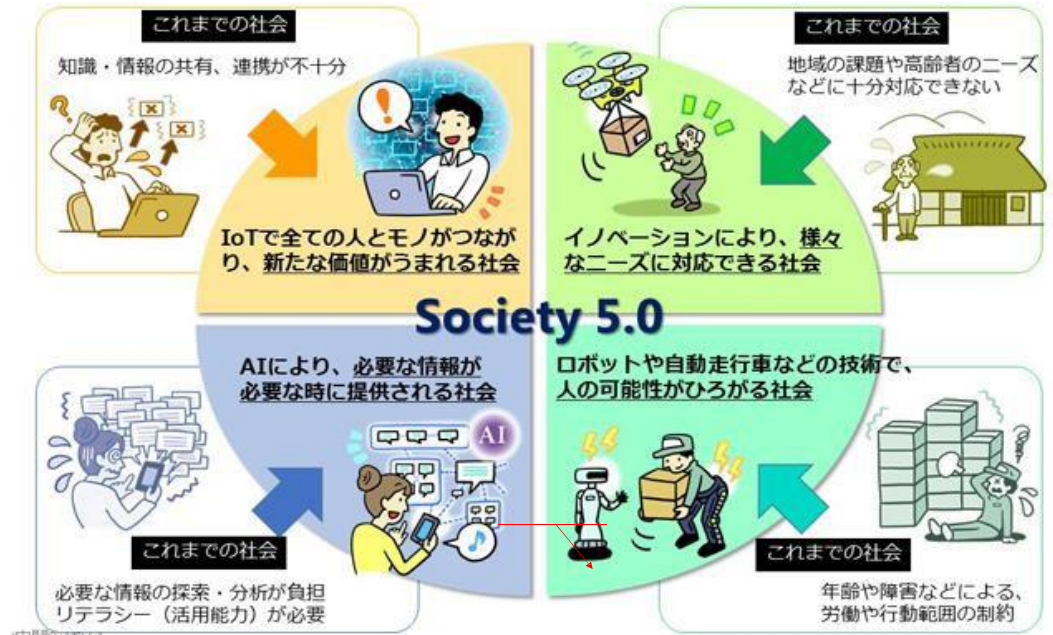 これまでの社会
知識・情報の共有、連携が不十分
IoTで全ての人とモノがつなが
り、新たな価値がうまれる社会
これまでの社会
地域の課題や高齢者のニーズ
などに十分対応できない
イノベーションにより、様々
なニーズに対応できる社会
Society 5.0
AIにより、必要な情報が
必要な時に提供される社会
AI
これまでの社会
必要な情報の探索・分析が負担
リテラシー（活用能力）が必要
ロボットや自動走行車などの技術で、
人の可能性がひろがる社会
これまでの社会
年齢や障害などによる、
労働や行動範囲の制約